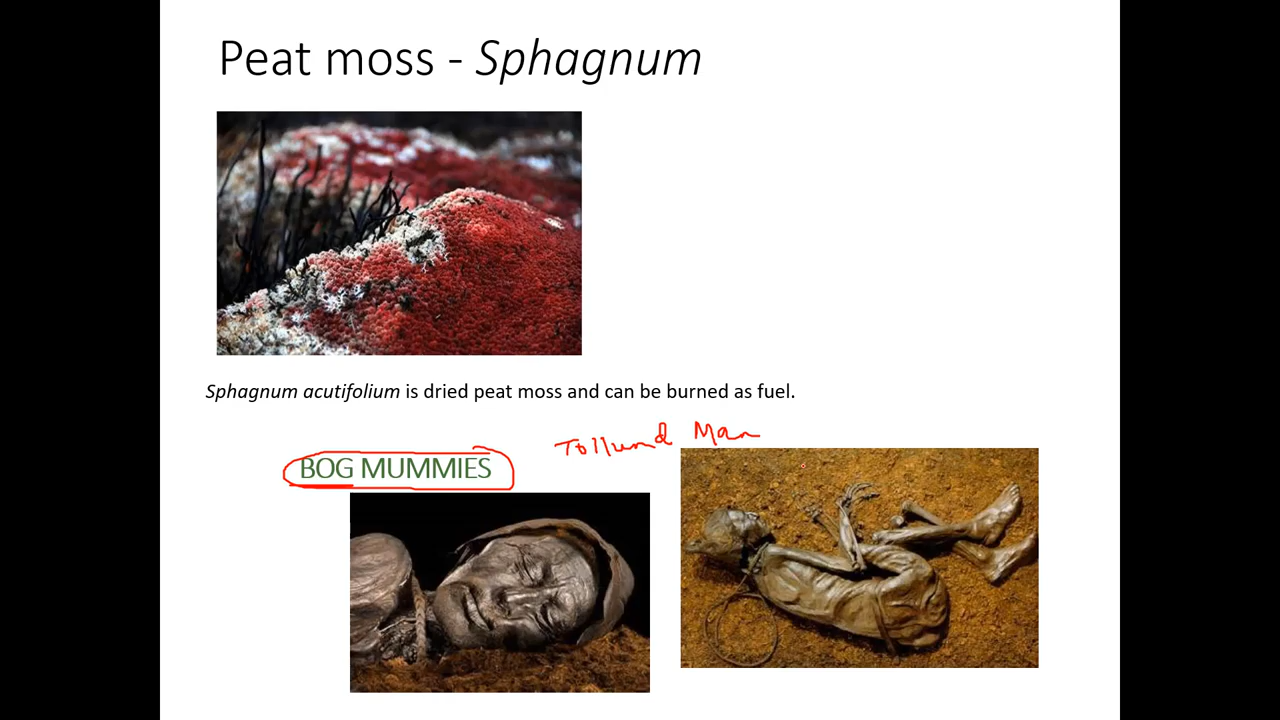 Peat moss - Sphagnum
Sphagnum acutifolium is dried peat moss and can be burned as fuel.
Tollund Man
BOG MUMMIES